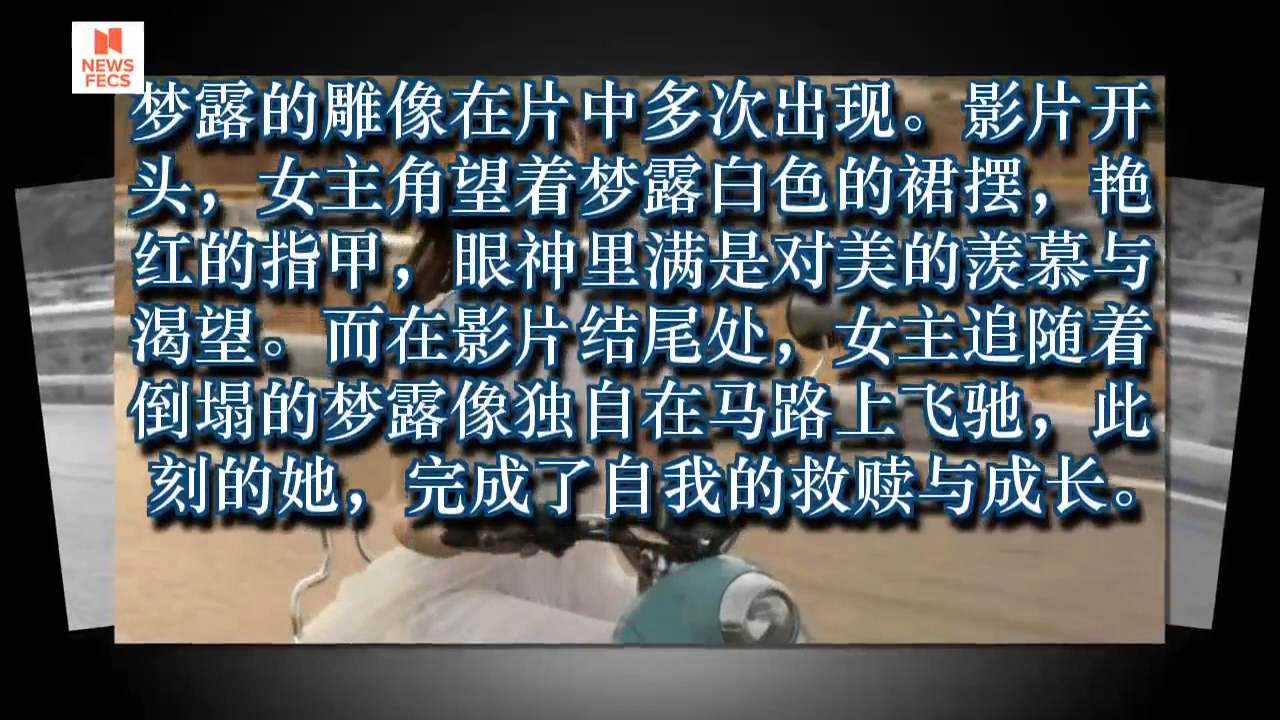 NEWS
FECS
梦露的雕像在片中多次出现。影片开
头，女主角望着梦露白色的裙摆，艳
红的指甲，眼神里满是对美的羡慕与
渴望。而在影片结尾处，女主追随着
倒塌的梦露像独自在马路上飞驰，此
刻的她，完成了自我的救赎与成长。